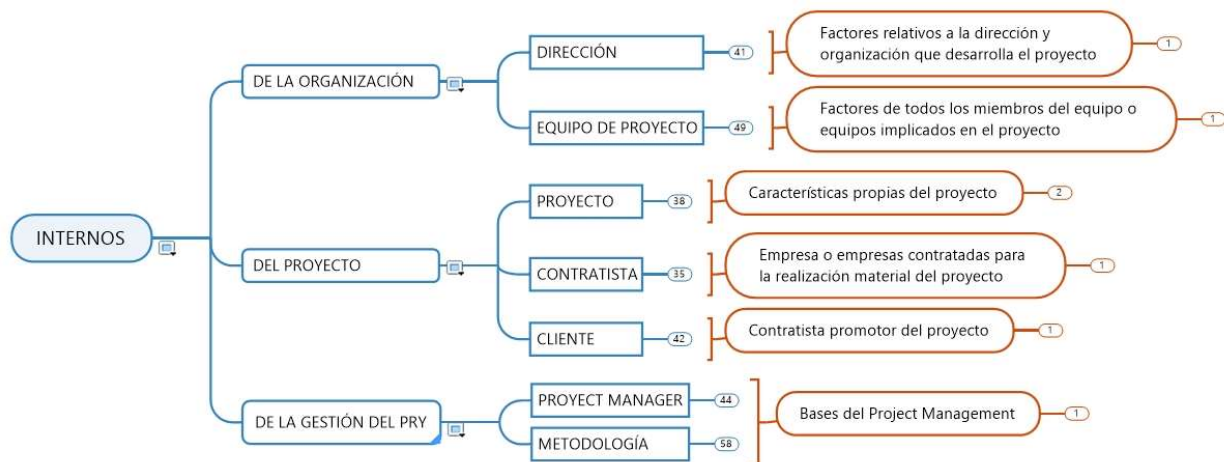 INTERNOS
DE LA ORGANIZACIÓN
DIRECCIÓN
41
Factores relativos a la dirección y
organización que desarrolla el proyecto
1
EQUIPO DE PROYECTO
49
Factores de todos los miembros del equipo o
equipos implicados en el proyecto
1
DEL PROYECTO
PROYECTO
38
Características propias del proyecto
2
CONTRATISTA
35
Empresa o empresas contratadas para
la realización material del proyecto
1
CLIENTE
42
Contratista promotor del proyecto
1
DE LA GESTIÓN DEL PRY
PROYECT MANAGER
44
METODOLOGÍA
58
Bases del Project Management
1